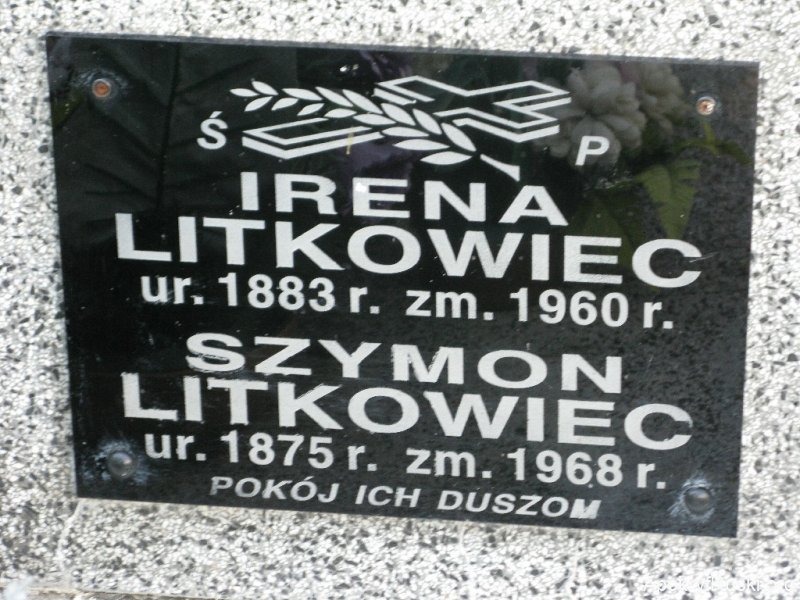 Ś P
IRENA
LITKOWIEC
ur. 1883 r. zm. 1960 r.
SZYMON
LITKOWIEC
ur. 1875 r. zm. 1968 r.
POKÓJ ICH DUSZOM